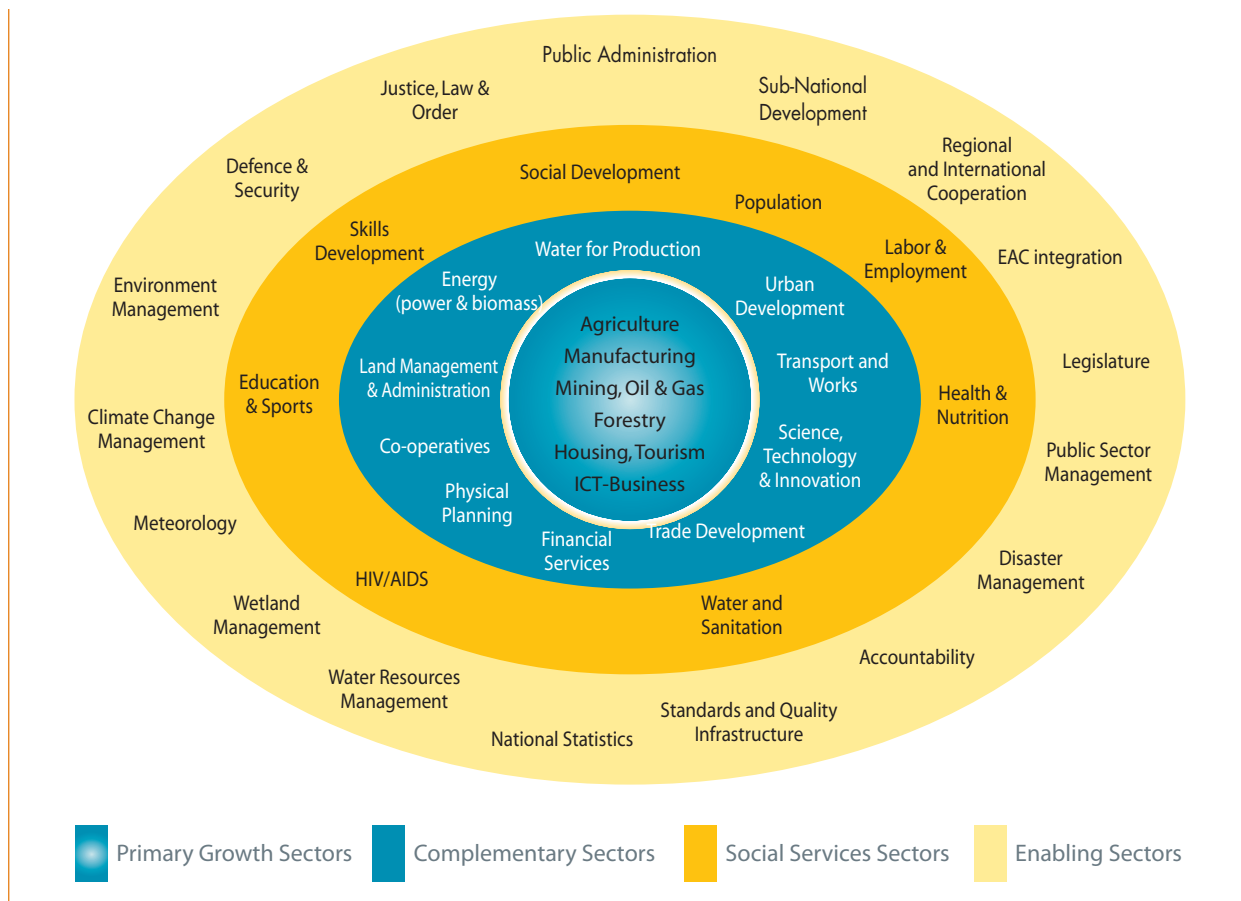 Public Administration
Justice, Law &
Order
Sub-National
Development
Defence &
Security
Regional
and International
Cooperation
Social Development
Population
Skills
Development
Labor &
Employment
EAC integration
Water for Production
Environment
Management
Energy
(power & biomass)
Urban
Development
Agriculture
Manufacturing
Mining, Oil & Gas
Forestry
Housing, Tourism
ICT-Business
Land Management
& Administration
Transport and
Works
Legislature
Education
& Sports
Health &
Nutrition
Climate Change
Management
Co-operatives
Science,
Technology
& Innovation
Public Sector
Management
Physical
Planning
Meteorology
Financial
Services
Trade Development
HIV/AIDS
Disaster
Management
Wetland
Management
Water and
Sanitation
Accountability
Water Resources
Management
Standards and Quality
Infrastructure
National Statistics
Primary Growth Sectors
Complementary Sectors
Social Services Sectors
Enabling Sectors